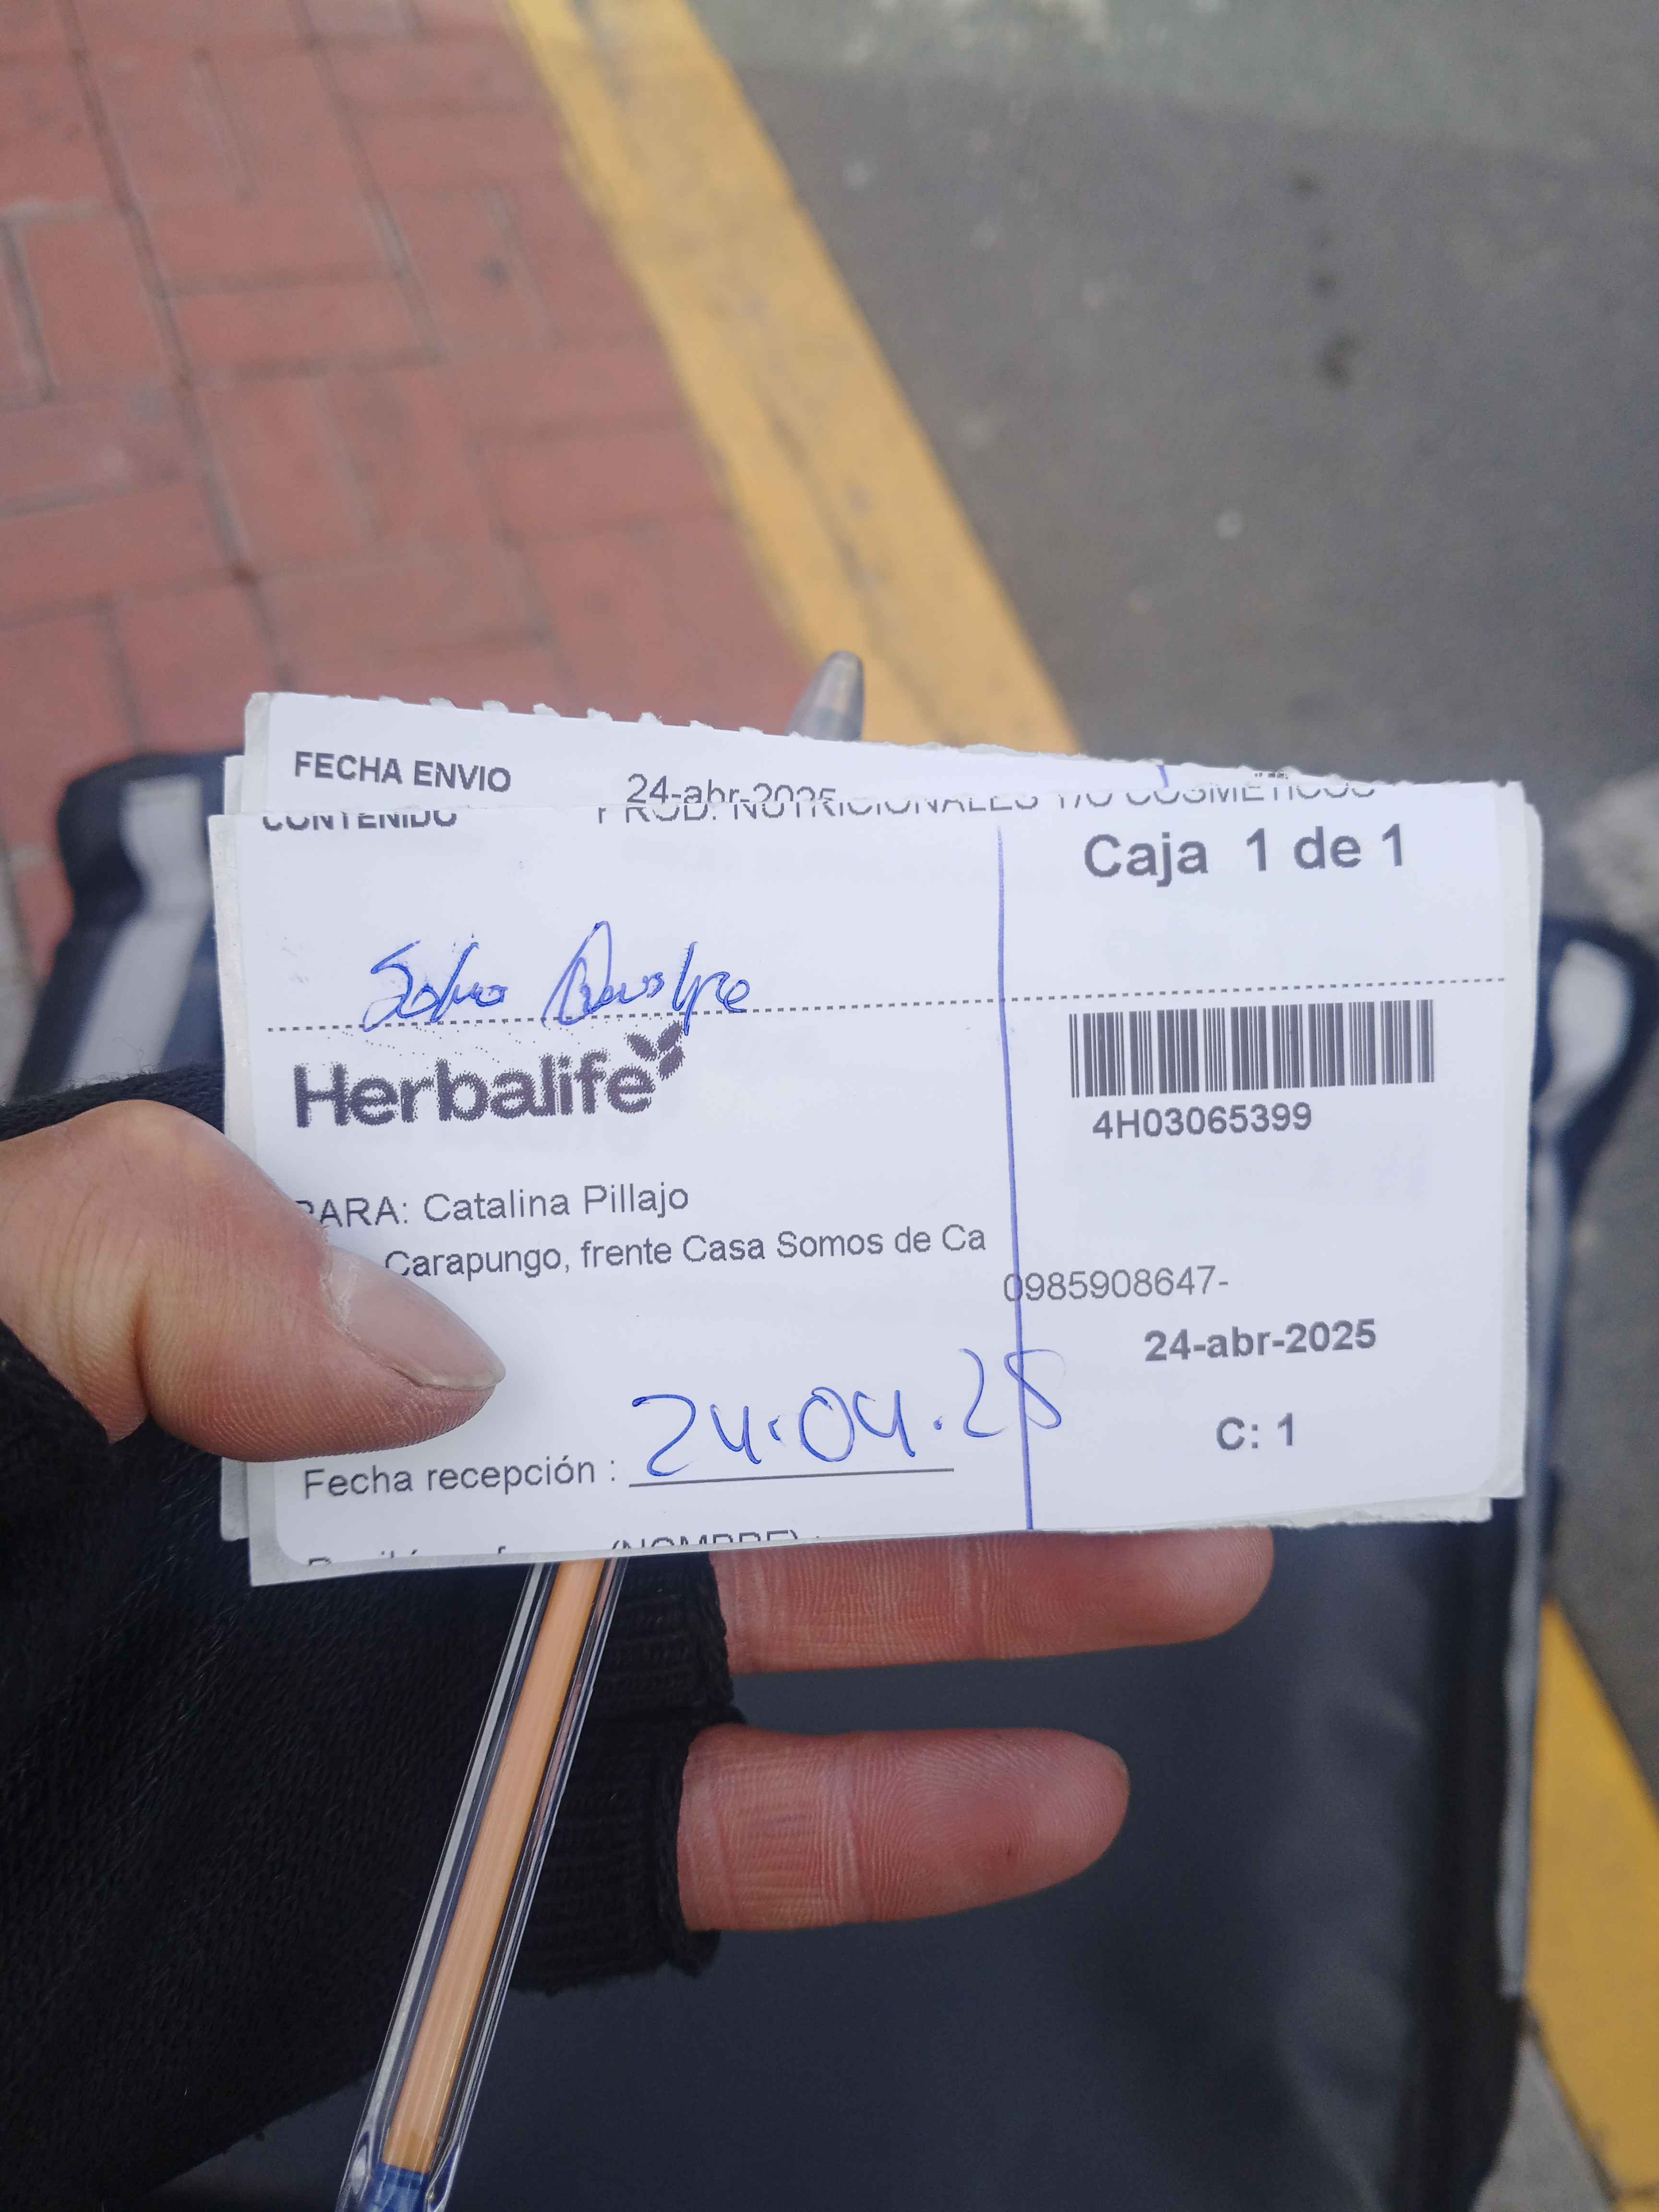 FECHA ENVIO 24-abr-2025
CONTENIDO PROD. NUTRICIONALES Y/O COSMETICOS
Caja 1 de 1
Herbalife
4H03065399
PARA: Catalina Pillajo
Carapungo, frente Casa Somos de Ca
0985908647-
24-abr-2025
24.04.25
C: 1
Fecha recepción :
(NOMBRE) :